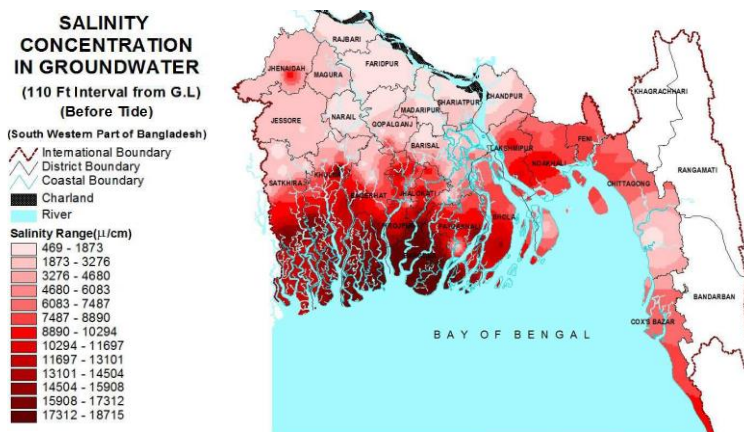 SALINITY
CONCENTRATION
IN GROUNDWATER
(110 Ft Interval from G.L)
(Before Tide)
(South Western Part of Bangladesh)
International Boundary
District Boundary
Coastal Boundary
Charland
River
Salinity Range(μ/cm)
469 - 1873
1873 - 3276
3276 - 4680
4680 - 6083
6083 - 7487
7487 - 8890
8890 - 10294
10294 - 11697
11697 - 13101
13101 - 14504
14504 - 15908
15908 - 17312
17312 - 18715
RAJBARI
FARIDPUR
JHENAIDAH
MAGURA
JESSORE
NARAIL
GOPALGANJ
MADARIPUR
SHARIATPUR
CHANDPUR
BARISAL
LAKSHMIPUR
NOAKHALI
FENI
KHAGRACHHARI
RANGAMATI
CHITTAGONG
SATKHIRA
KHULNA
BAGERHAT
JHALOKATI
BHOLA
BANDARBAN
COX'S BAZAR
BAY OF BENGAL